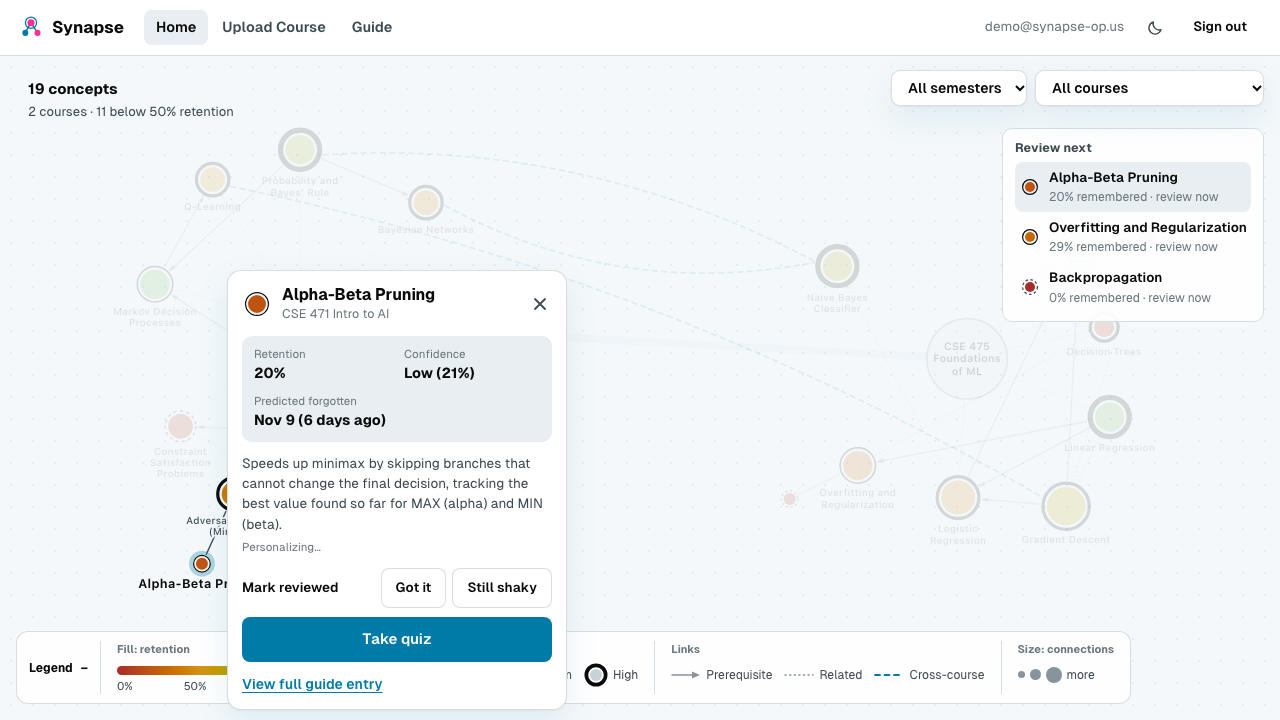 Synapse
Home
Upload Course
Guide
demo@synapse-op.us
Sign out
19 concepts
2 courses · 11 below 50% retention
All semesters
All courses
Review next
Alpha-Beta Pruning
20% remembered · review now
Overfitting and Regularization
29% remembered · review now
Backpropagation
0% remembered · review now
Probability and
Bayes' Rule
Q-Learning
Bayesian Networks
Markov Decision
Processes
Naive Bayes
Classifier
CSE 475
Foundations
of ML
Decision Trees
Linear Regression
Constraint
Satisfaction
Problems
Overfitting and
Regularization
Logistic
Regression
Gradient Descent
Alpha-Beta
Alpha-Beta Pruning
CSE 471 Intro to AI
Retention
20%
Confidence
Low (21%)
Predicted forgotten
Nov 9 (6 days ago)
Speeds up minimax by skipping branches that
cannot change the final decision, tracking the
best value found so far for MAX (alpha) and MIN
(beta).
Personalizing…
Mark reviewed
Got it
Still shaky
Take quiz
View full guide entry
Legend –
Fill: retention
0%
50%
High
Links
Prerequisite
Related
Cross-course
Size: connections
more